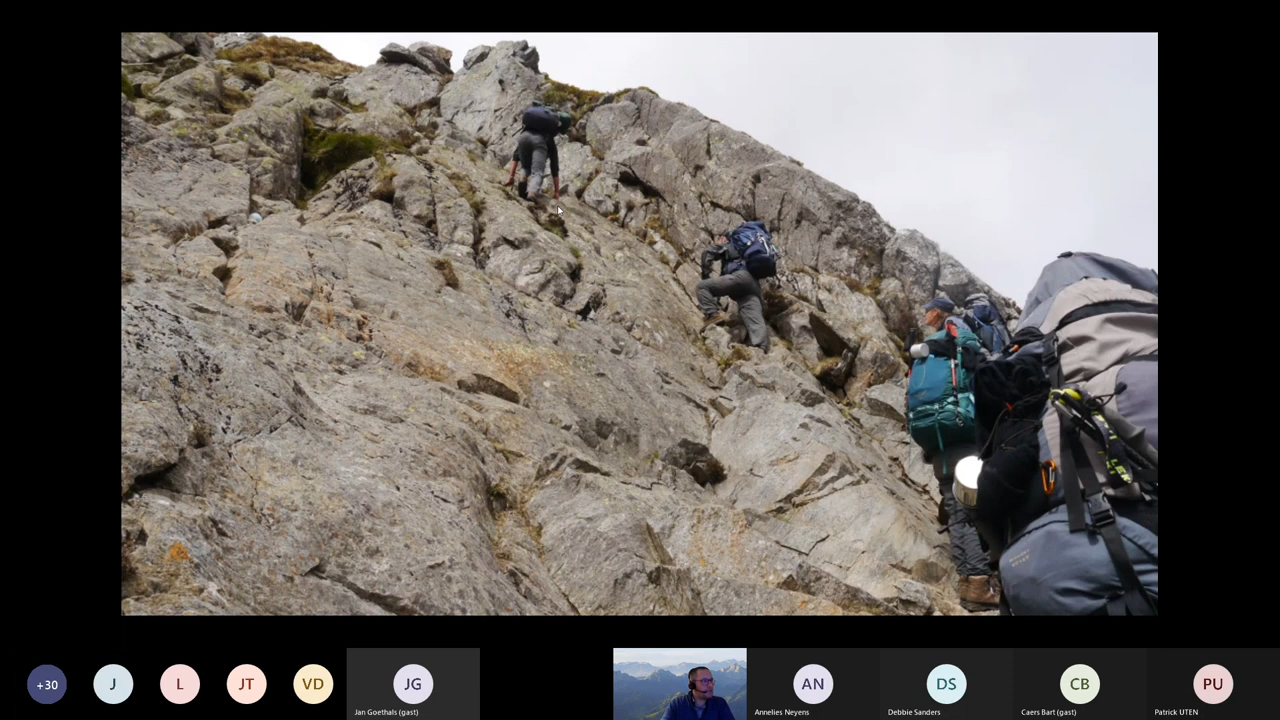 +30
J
L
JT
VD
JG
Jan Goethals (gast)
AN
Annelies Neyens
DS
Debbie Sanders
CB
Caers Bart (gast)
PU
Patrick UTEN